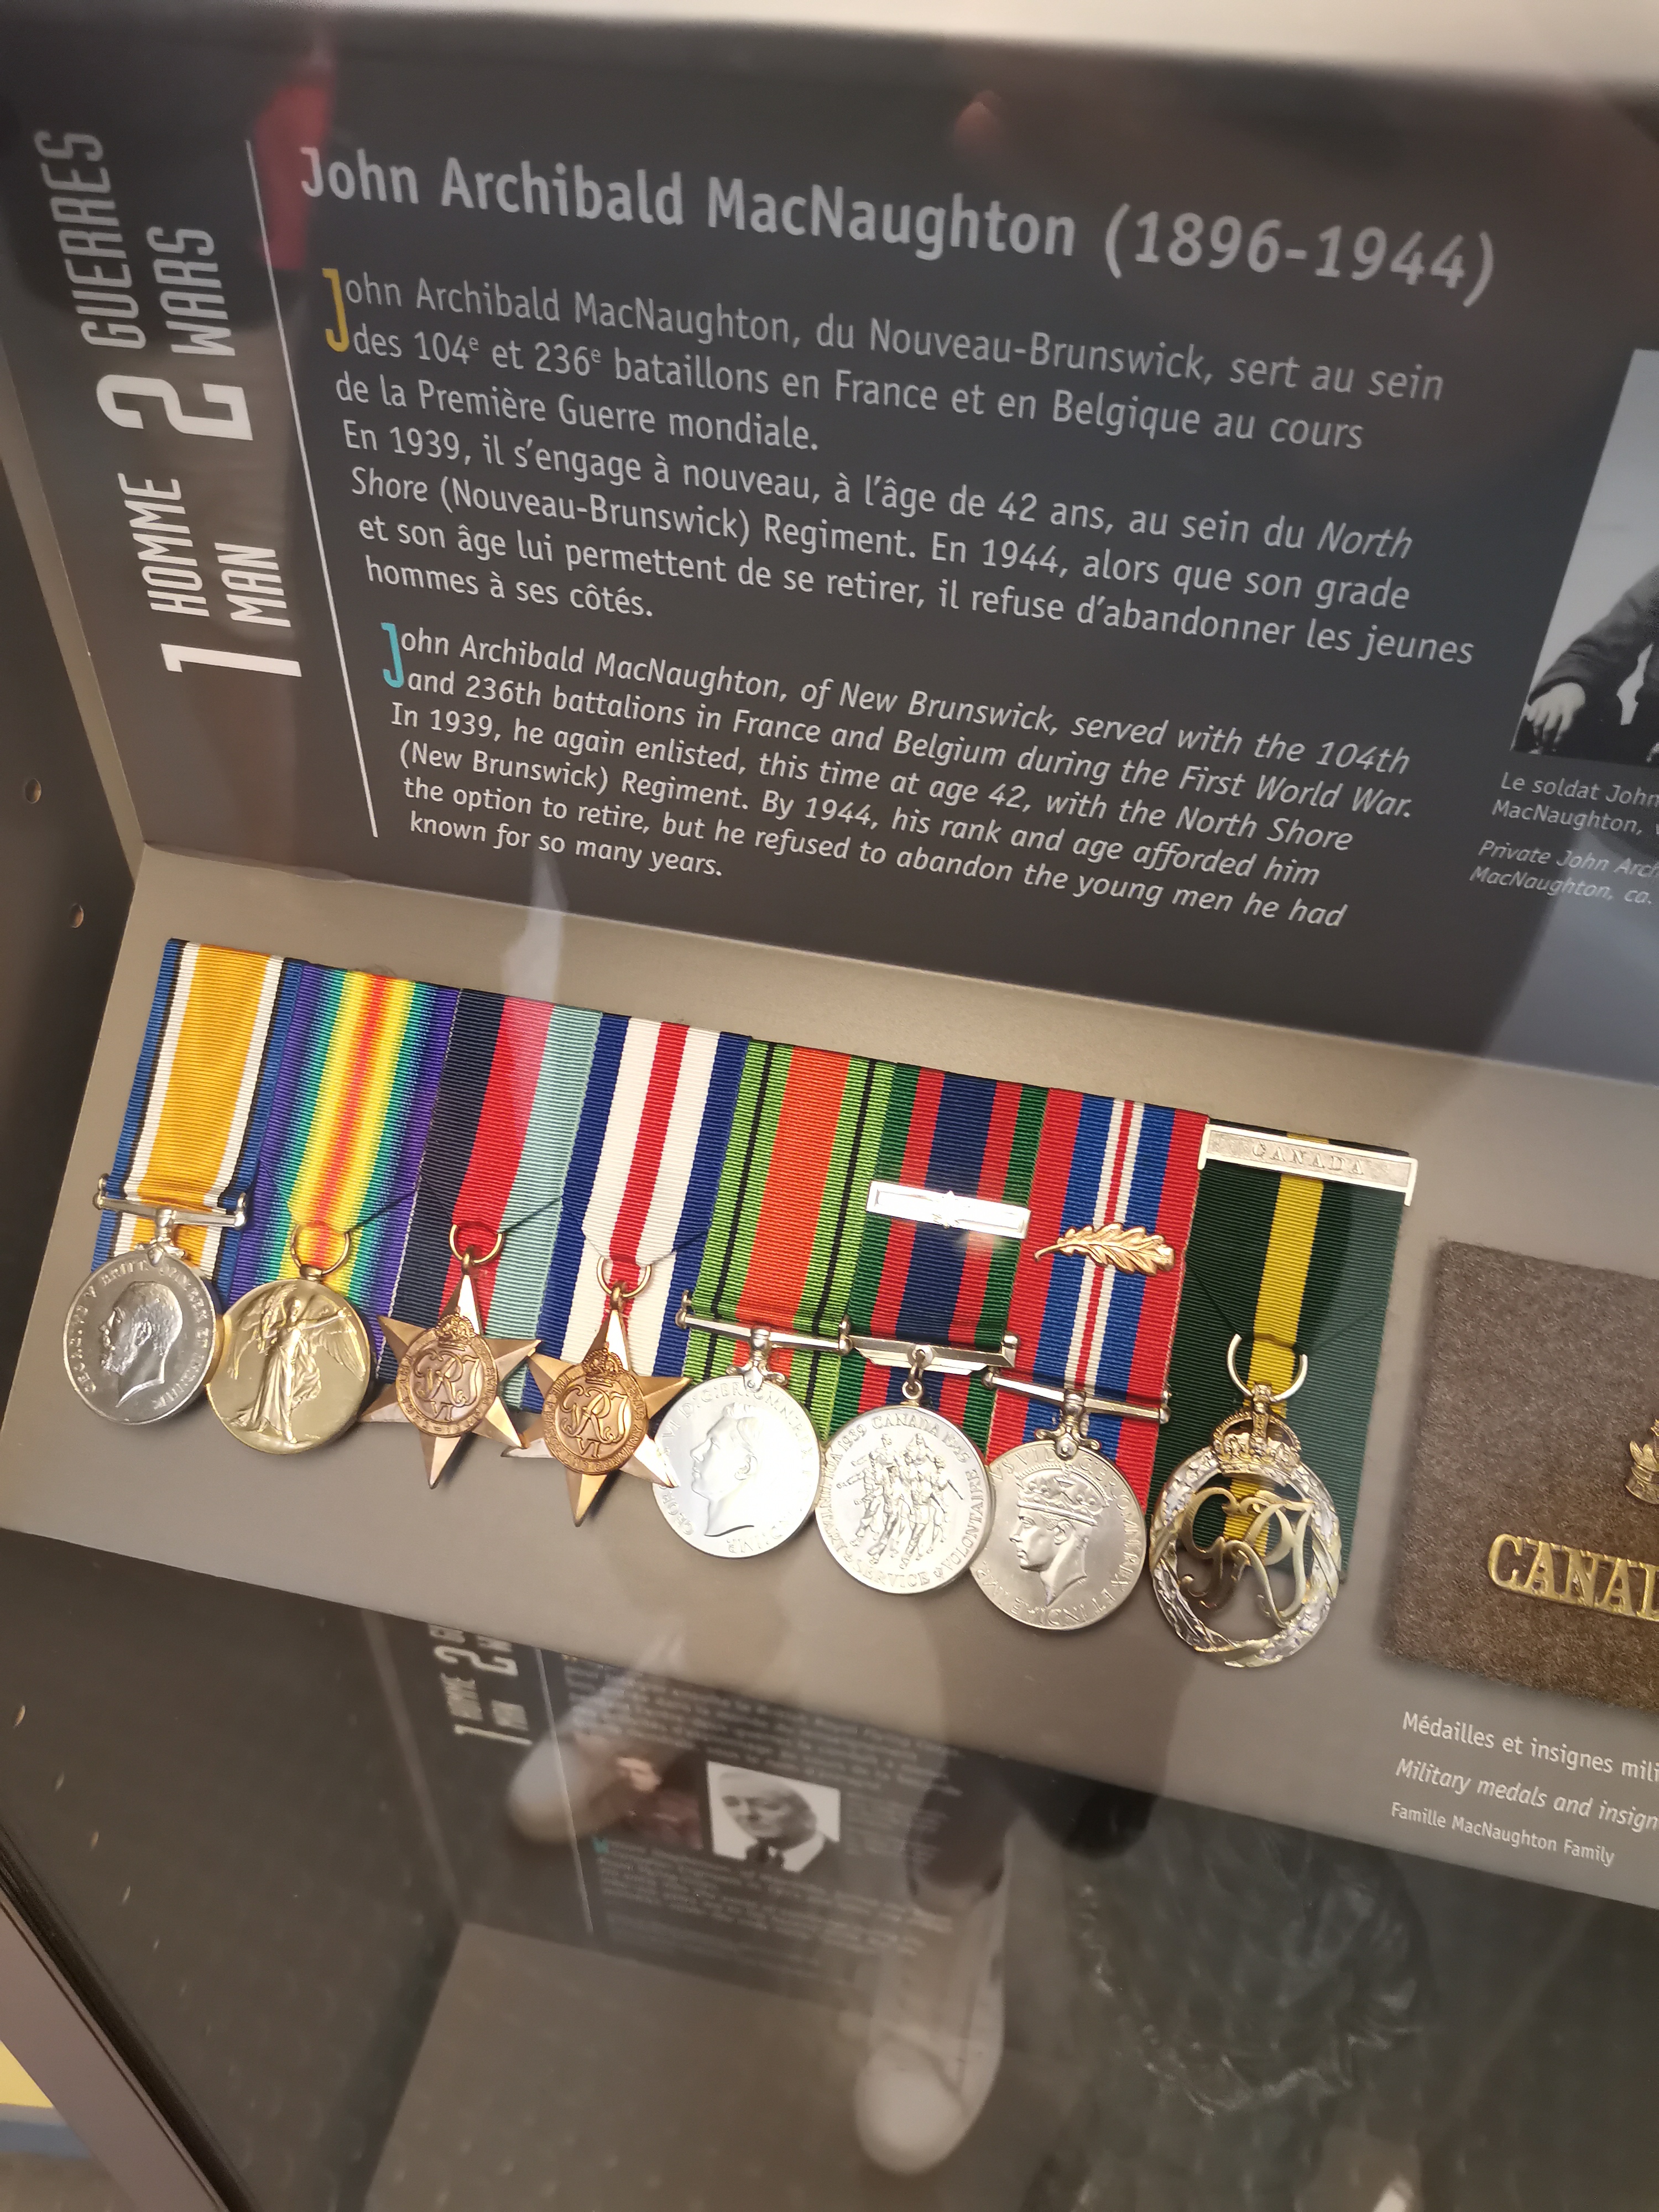 1 HOMME 2 GUERRES
1 MAN 2 WARS
John Archibald MacNaughton (1896-1944)
John Archibald MacNaughton, du Nouveau-Brunswick, sert au sein
des 104e et 236e bataillons en France et en Belgique au cours
de la Première Guerre mondiale.
En 1939, il s'engage à nouveau, à l'âge de 42 ans, au sein du North
Shore (Nouveau-Brunswick) Regiment. En 1944, alors que son grade
et son âge lui permettent de se retirer, il refuse d'abandonner les jeunes
hommes à ses côtés.
John Archibald MacNaughton, of New Brunswick, served with the 104th
and 236th battalions in France and Belgium during the First World War.
In 1939, he again enlisted, this time at age 42, with the North Shore
(New Brunswick) Regiment. By 1944, his rank and age afforded him
the option to retire, but he refused to abandon the young men he had
known for so many years.
Le soldat John
MacNaughton,
Private John Arch
MacNaughton, ca.
CANADA
CANAD
Médailles et insignes mili
Military medals and insign
Famille MacNaughton Family